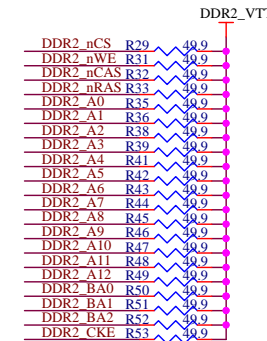 DDR2_VT
DDR2_nCS R29 49.9
DDR2_nWE R31 49.9
DDR2_nCAS R32 49.9
DDR2_nRAS R33 49.9
DDR2_A0 R35 49.9
DDR2_A1 R36 49.9
DDR2_A2 R38 49.9
DDR2_A3 R39 49.9
DDR2_A4 R41 49.9
DDR2_A5 R42 49.9
DDR2_A6 R43 49.9
DDR2_A7 R44 49.9
DDR2_A8 R45 49.9
DDR2_A9 R46 49.9
DDR2_A10 R47 49.9
DDR2_A11 R48 49.9
DDR2_A12 R49 49.9
DDR2_BA0 R50 49.9
DDR2_BA1 R51 49.9
DDR2_BA2 R52 49.9
DDR2_CKE R53 49.9